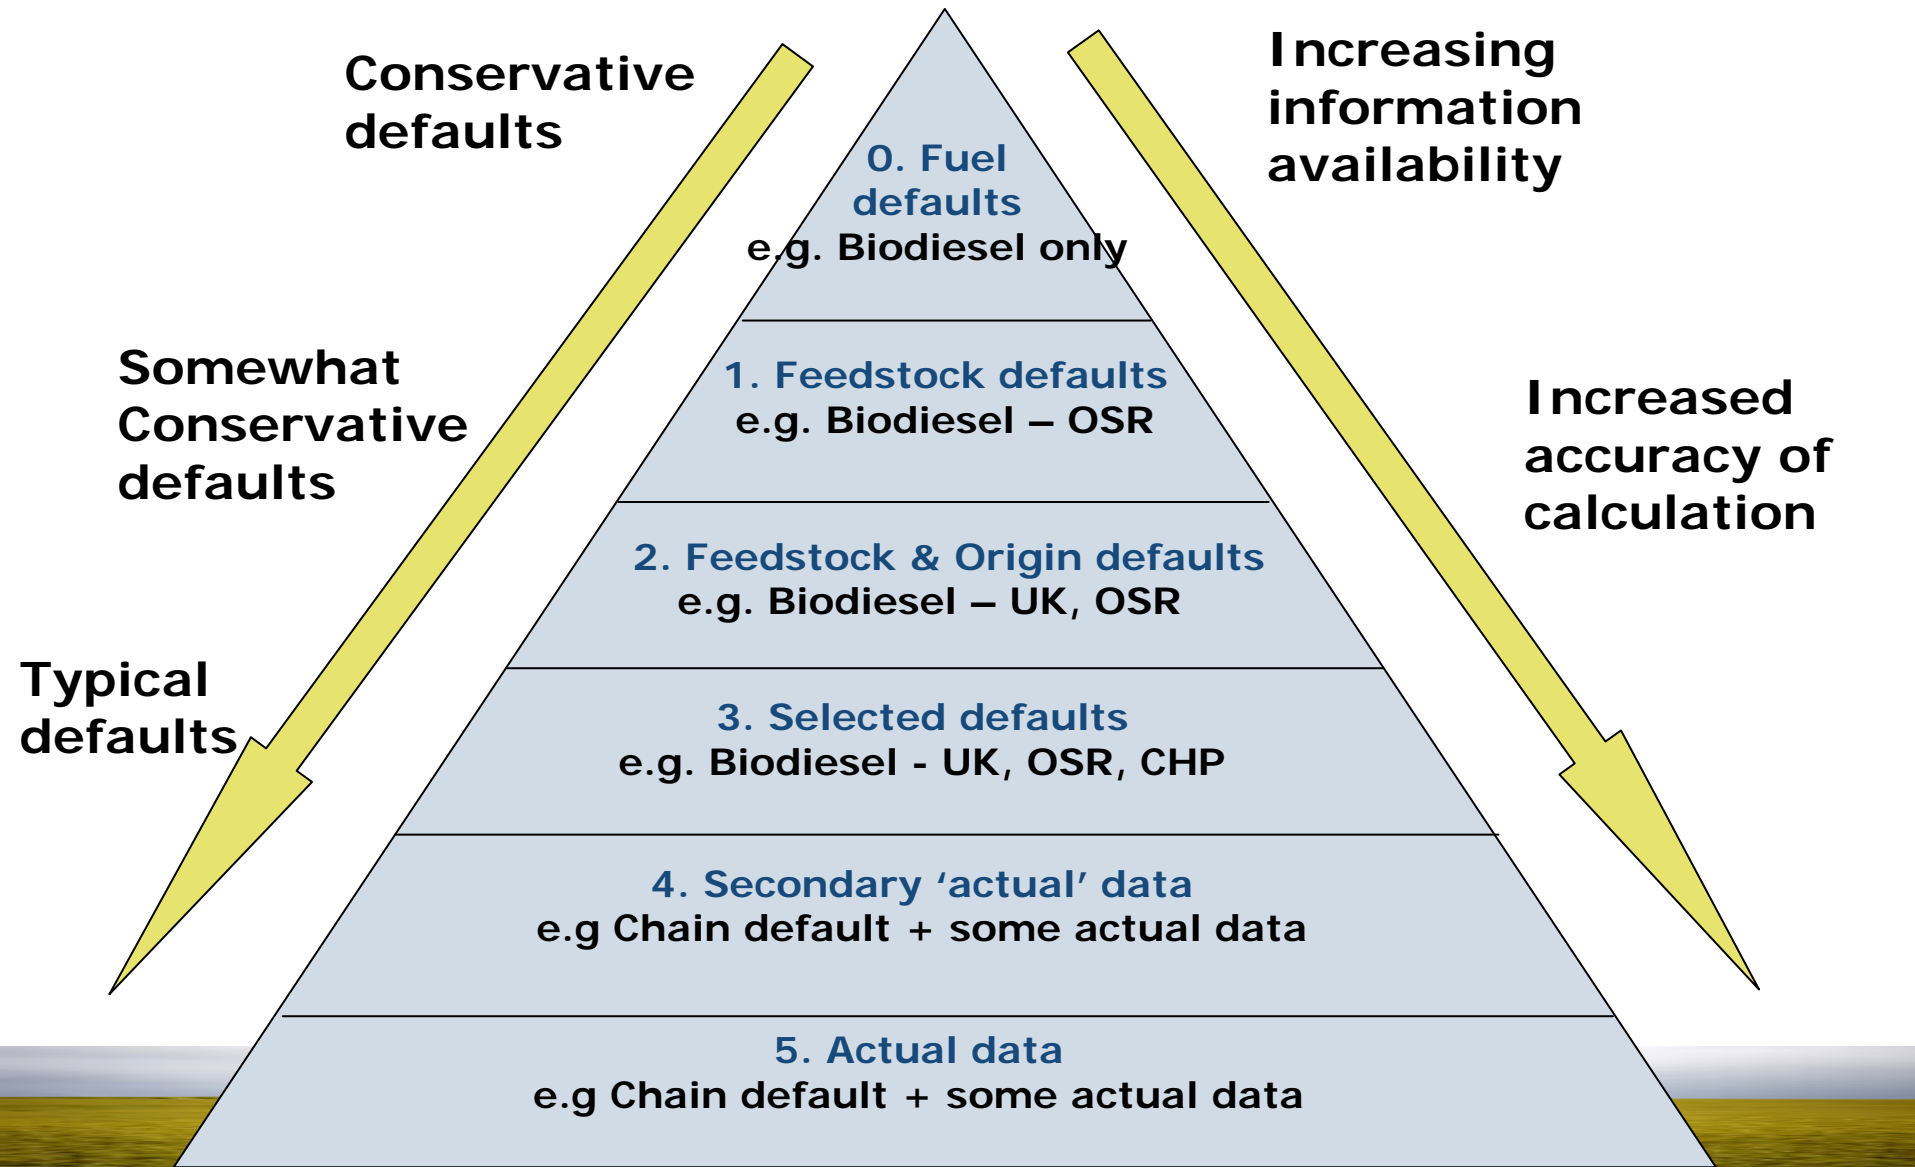 Conservative
defaults
Increasing
information
availability
0. Fuel
defaults
e.g. Biodiesel only
Somewhat
Conservative
defaults
1. Feedstock defaults
e.g. Biodiesel – OSR
Increased
accuracy of
calculation
2. Feedstock & Origin defaults
e.g. Biodiesel – UK, OSR
Typical
defaults
3. Selected defaults
e.g. Biodiesel - UK, OSR, CHP
4. Secondary ‘actual’ data
e.g Chain default + some actual data
5. Actual data
e.g Chain default + some actual data